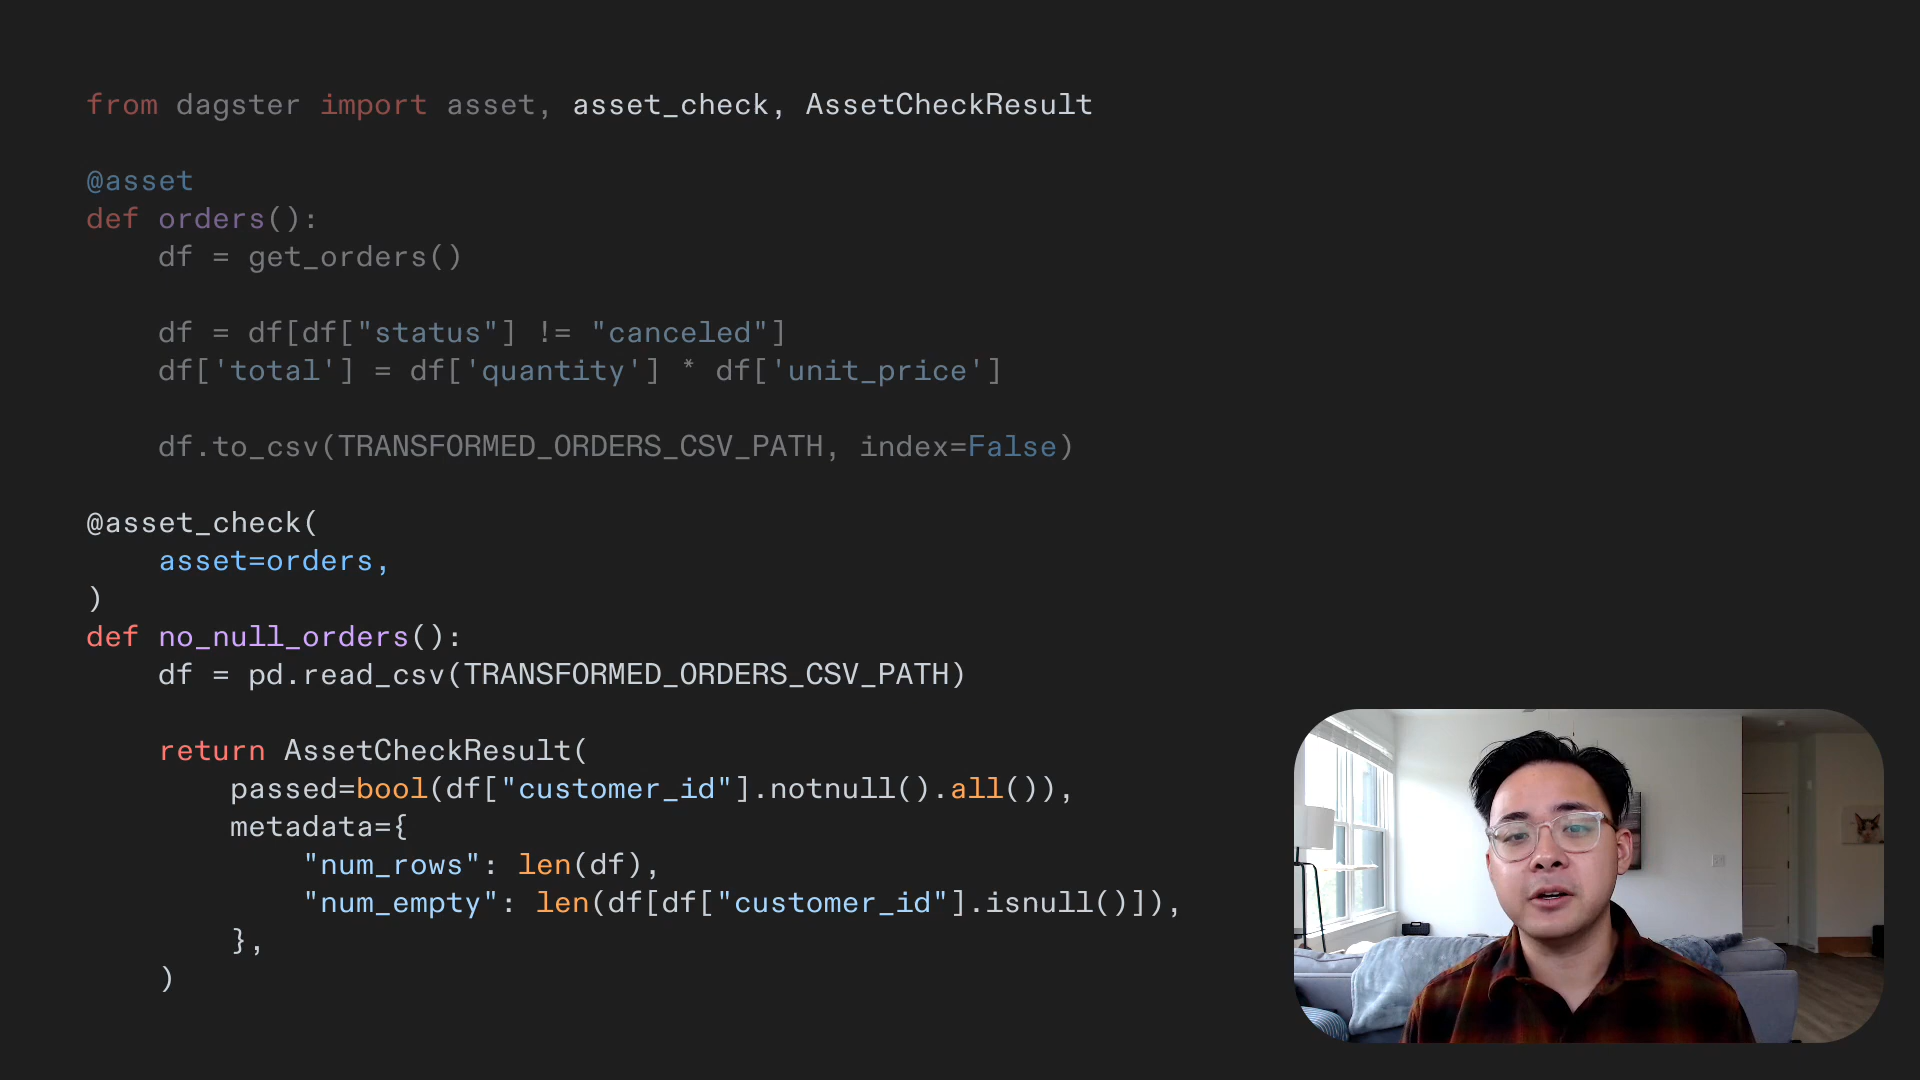 from dagster import asset, asset_check, AssetCheckResult
@asset
def orders():
    df = get_orders()
    df = df[df["status"] != "canceled"]
    df['total'] = df['quantity'] * df['unit_price']
    df.to_csv(TRANSFORMED_ORDERS_CSV_PATH, index=False)
@asset_check(
    asset=orders,
)
def no_null_orders():
    df = pd.read_csv(TRANSFORMED_ORDERS_CSV_PATH)
    return AssetCheckResult(
        passed=bool(df["customer_id"].notnull().all()),
        metadata={
            "num_rows": len(df),
            "num_empty": len(df[df["customer_id"].isnull()]),
        },
    )